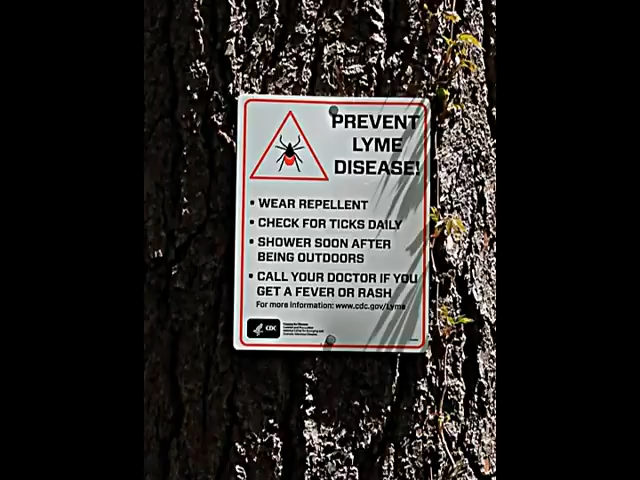 PREVENT
LYME
DISEASE!
• WEAR REPELLENT
• CHECK FOR TICKS DAILY
• SHOWER SOON AFTER
BEING OUTDOORS
• CALL YOUR DOCTOR IF YOU
GET A FEVER OR RASH
For more information: www.cdc.gov/Lyme
CDC